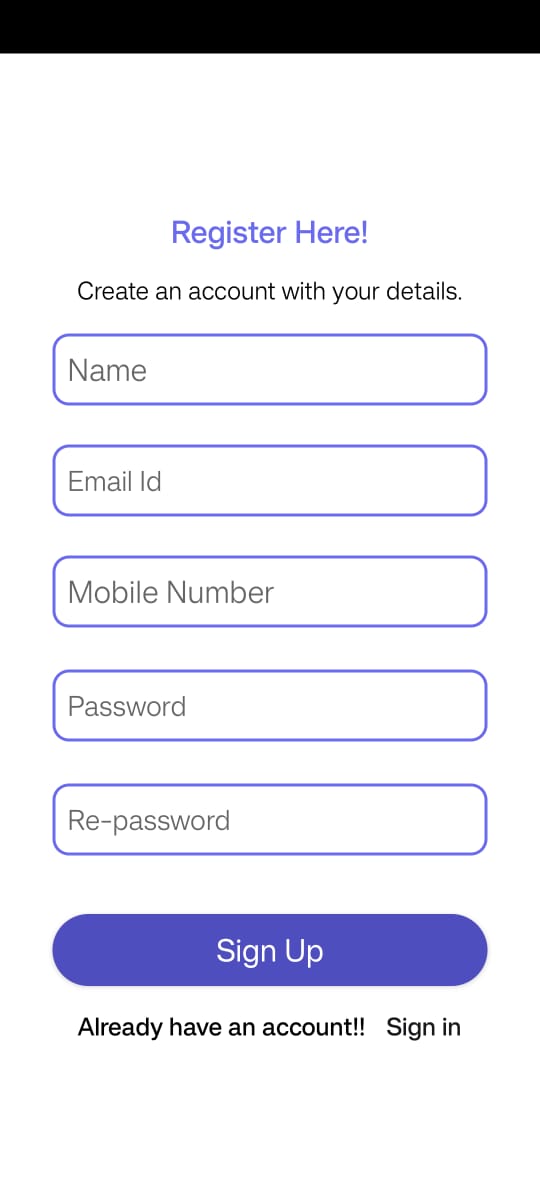 Register Here!
Create an account with your details.
Name
Email Id
Mobile Number
Password
Re-password
Sign Up
Already have an account!! Sign in